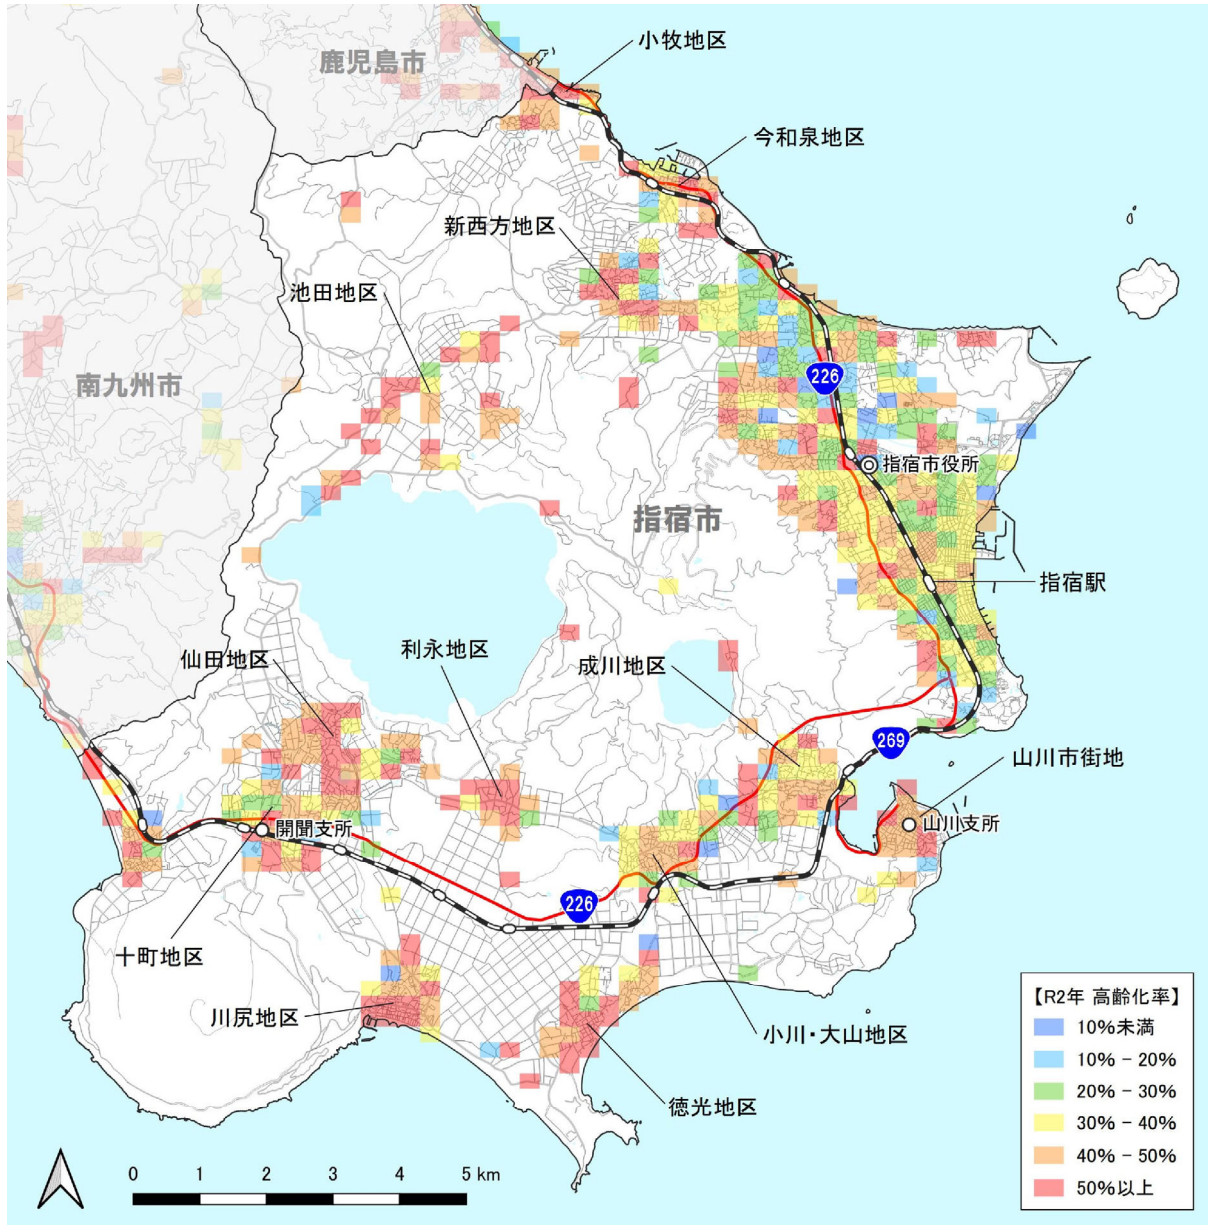 小牧地区
鹿児島市
今和泉地区
新西方地区
池田地区
南九州市
226
指宿市役所
指宿市
指宿駅
仙田地区
利永地区
成川地区
269
山川市街地
開聞支所
山川支所
226
十町地区
川尻地区
小川・大山地区
徳光地区
【R2年 高齢化率】
10%未満
10% - 20%
20% - 30%
30% - 40%
40% - 50%
50%以上
0 1 2 3 4 5 km